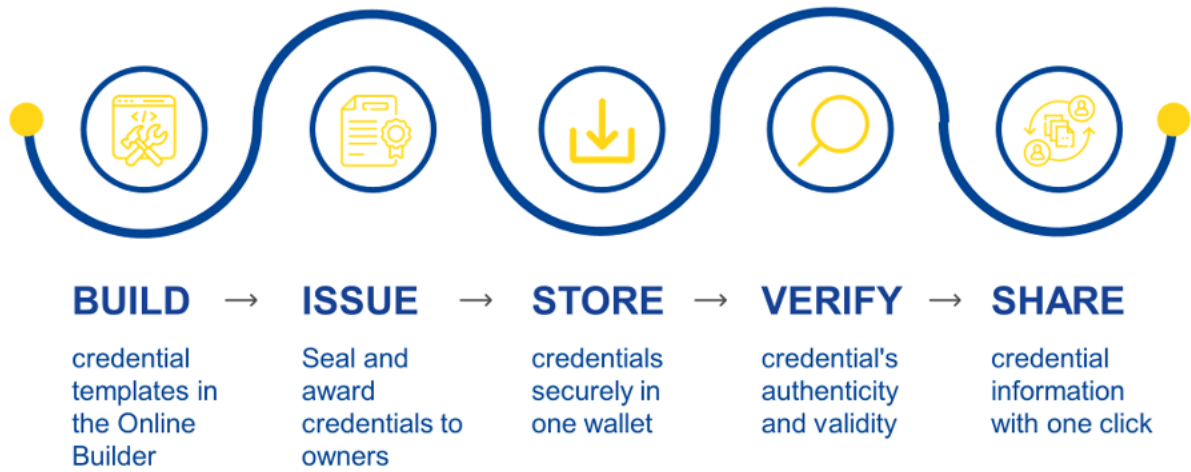 BUILD → ISSUE → STORE → VERIFY → SHARE
credential
templates in
the Online
Builder
Seal and
award
credentials to
owners
credentials
securely in
one wallet
credential's
authenticity
and validity
credential
information
with one click